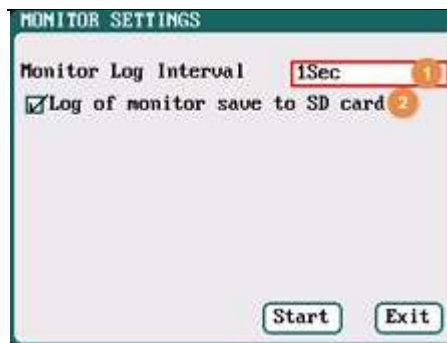 MONITOR SETTINGS
Monitor Log Interval 1Sec 1
Log of monitor save to SD card 2
Start Exit